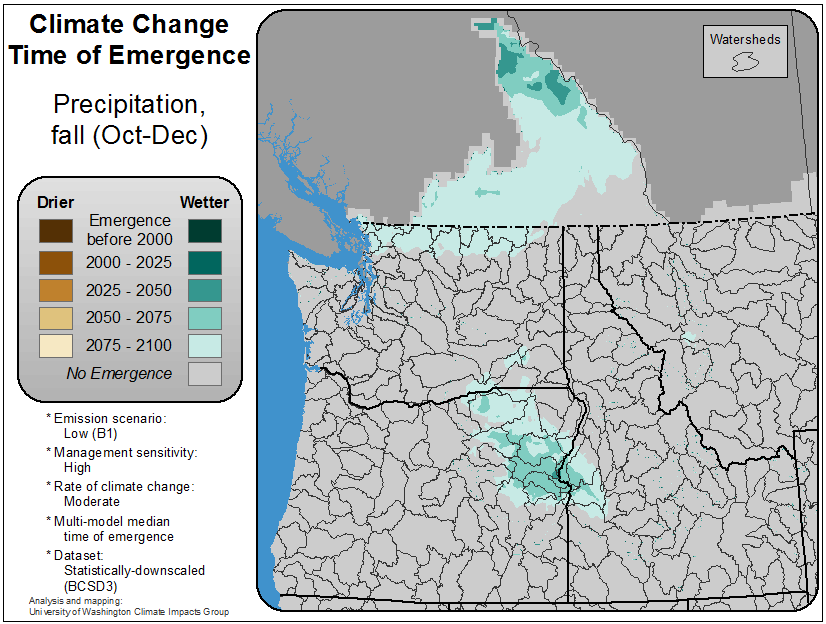 Climate Change
Time of Emergence
Precipitation,
fall (Oct-Dec)
Drier
Wetter
Emergence
before 2000
2000 - 2025
2025 - 2050
2050 - 2075
2075 - 2100
No Emergence
* Emission scenario:
Low (B1)
* Management sensitivity:
High
* Rate of climate change:
Moderate
* Multi-model median
time of emergence
* Dataset:
Statistically-downscaled
(BCSD3)
Analysis and mapping:
University of Washington Climate Impacts Group
Watersheds